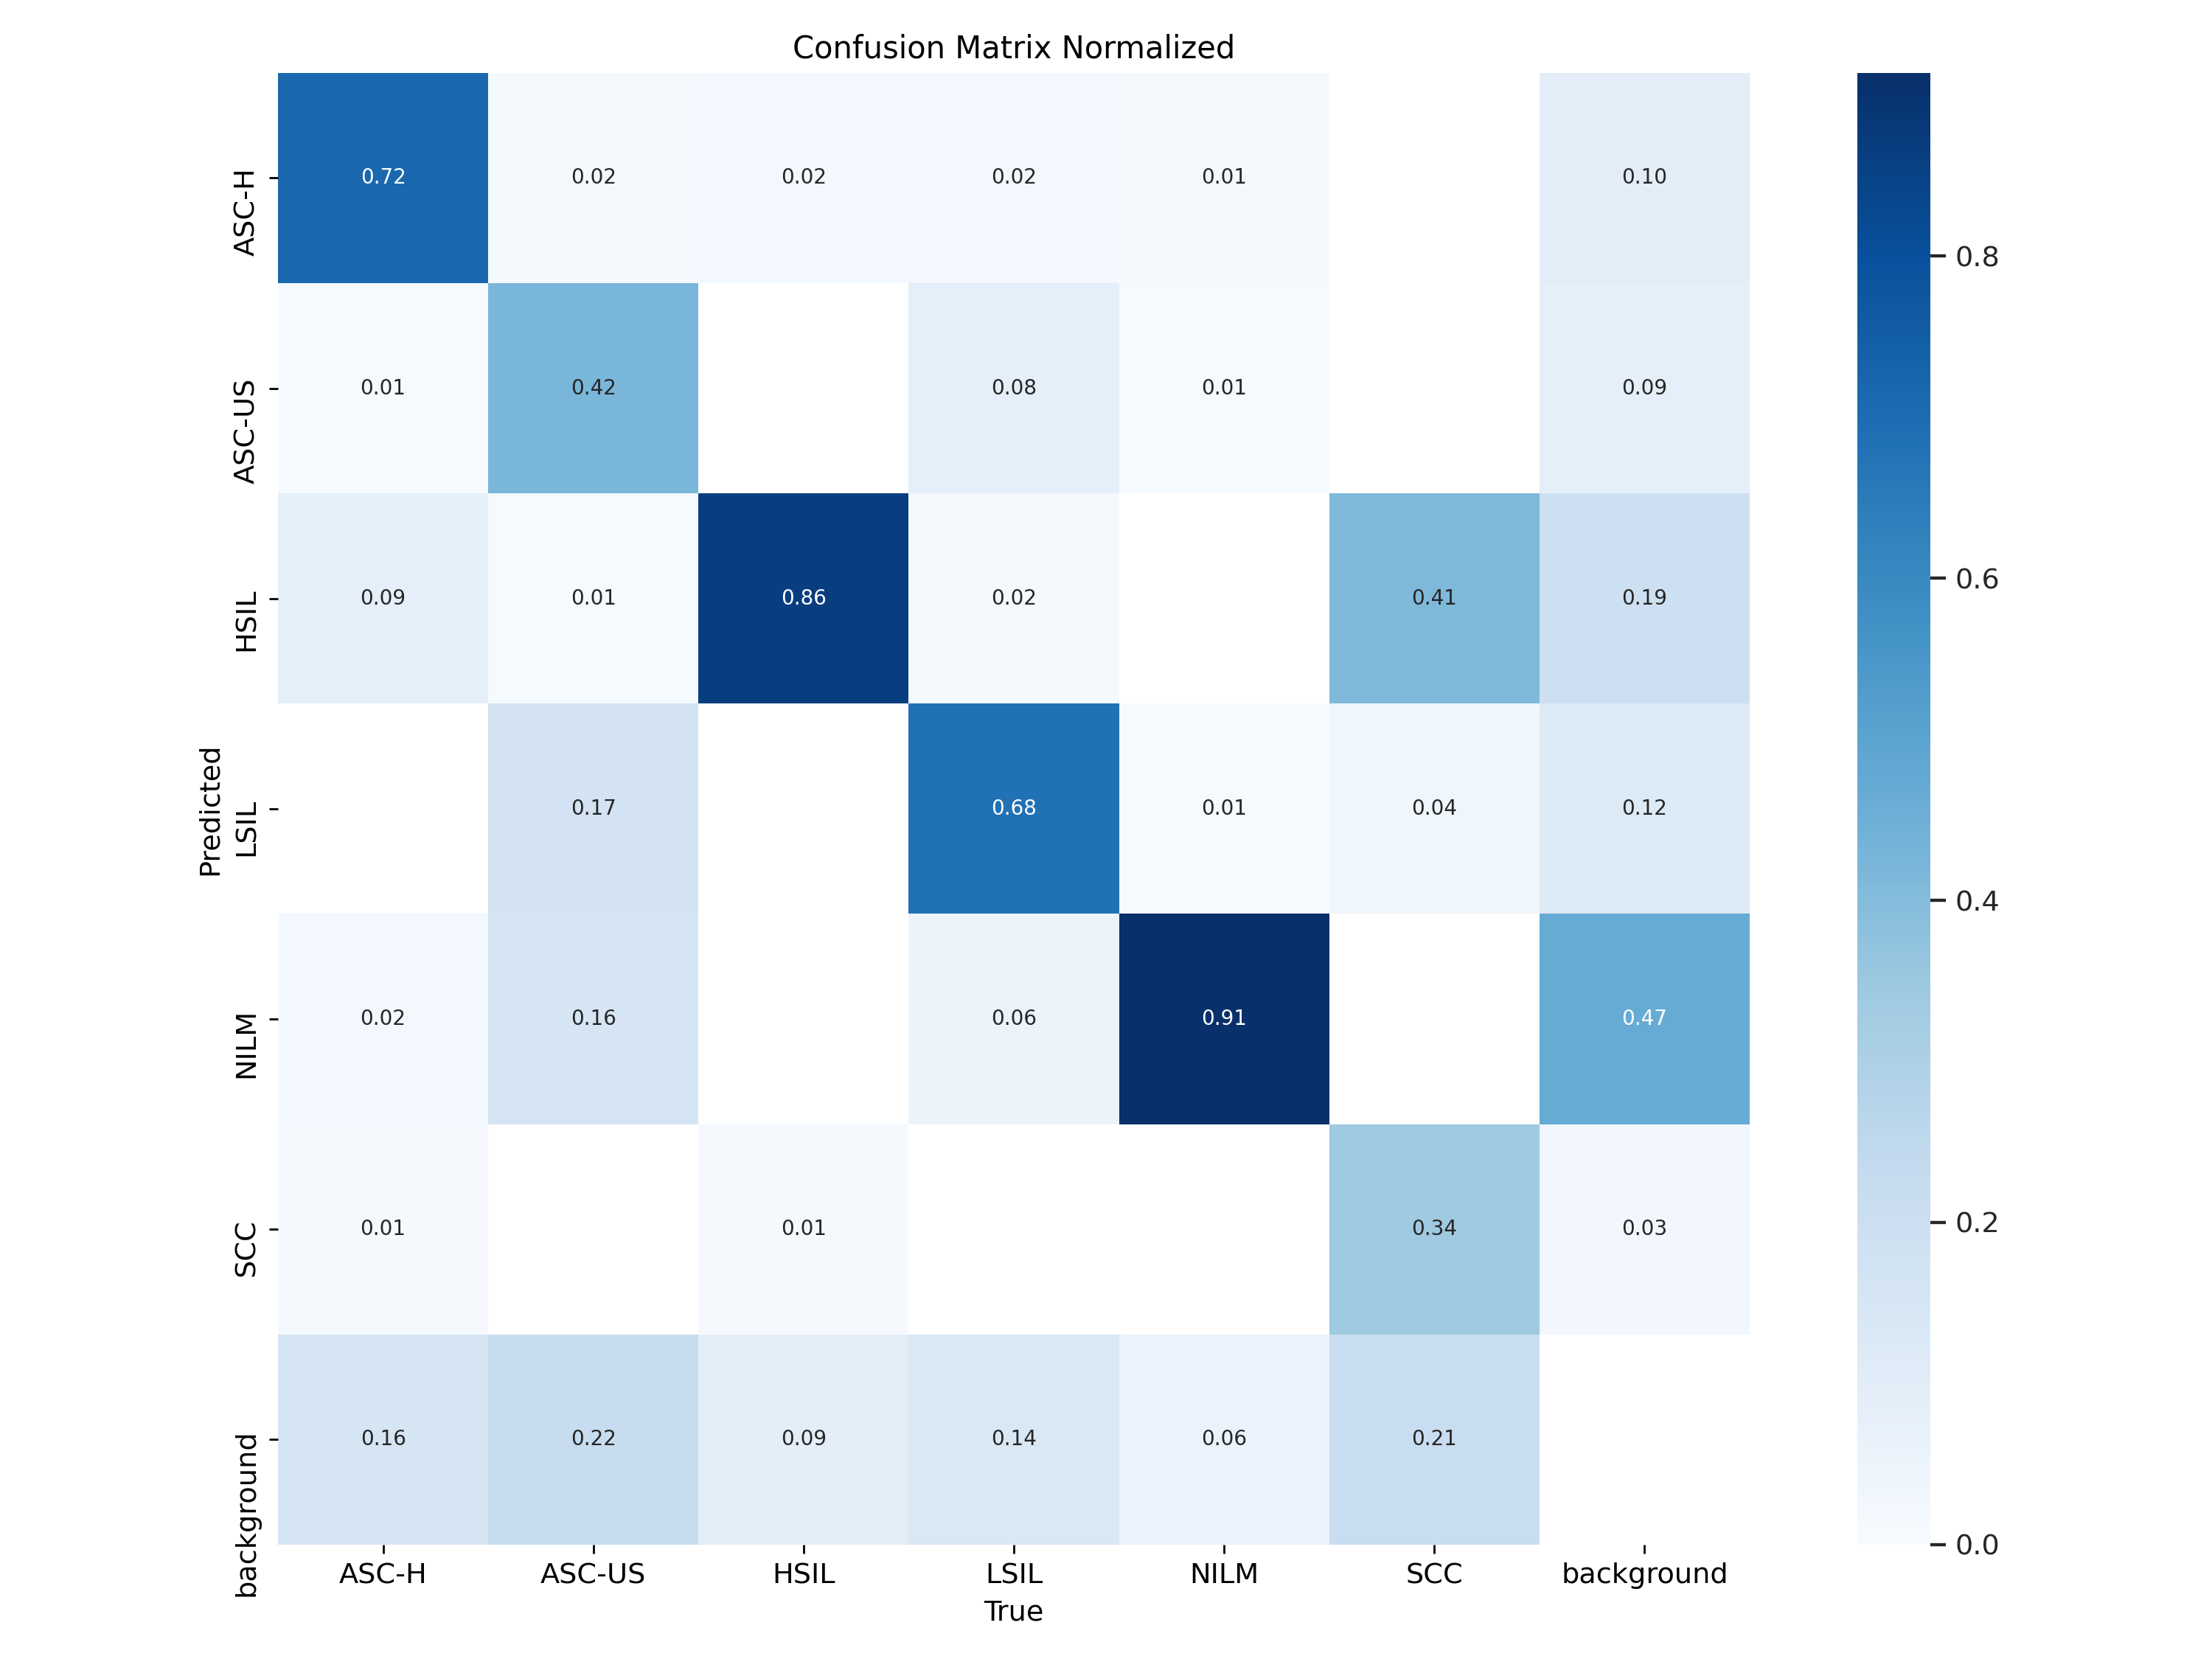 Confusion Matrix Normalized
ASC-H 0.72 0.02 0.02 0.02 0.01 0.10
0.8
ASC-US 0.01 0.42 0.08 0.01 0.09
HSIL 0.09 0.01 0.86 0.02 0.41 0.19
0.6
Predicted
LSIL 0.17 0.68 0.01 0.04 0.12
0.4
NILM 0.02 0.16 0.06 0.91 0.47
SCC 0.01 0.01 0.34 0.03
0.2
background 0.16 0.22 0.09 0.14 0.06 0.21
0.0
ASC-H ASC-US HSIL LSIL NILM SCC background
True